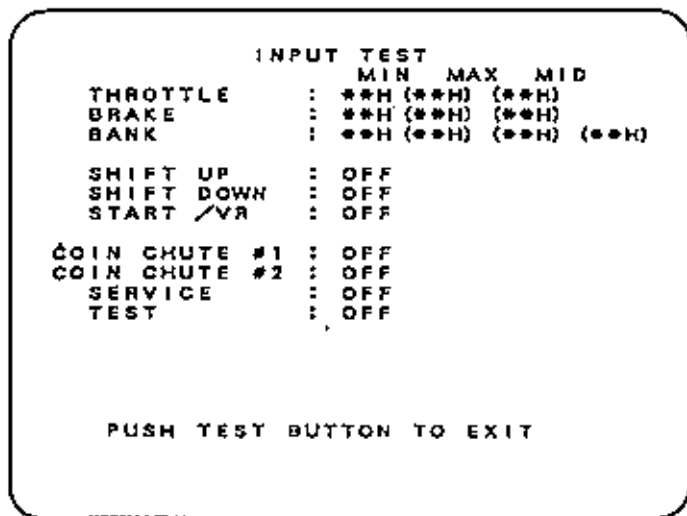 INPUT TEST
MIN MAX MID
THROTTLE : **H (**H) (**H)
BRAKE : **H (**H) (**H)
BANK : **H (**H) (**H) (**H)
SHIFT UP : OFF
SHIFT DOWN : OFF
START /VR : OFF
COIN CHUTE #1 : OFF
COIN CHUTE #2 : OFF
SERVICE : OFF
TEST : OFF
PUSH TEST BUTTON TO EXIT